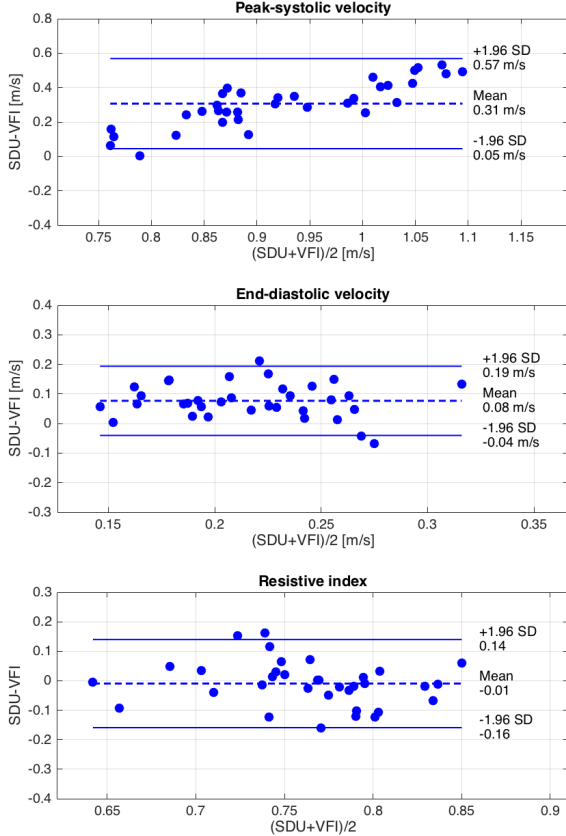 Peak-systolic velocity
0.8
0.6
0.4
0.2
0
0.2
0.4
SDU-VFI [m/s]
+1.96 SD
0.57 m/s
Mean
0.31 m/s
-1.96 SD
0.05 m/s
0.75 0.8 0.85 0.9 0.95 1 1.05 1.1 1.15
(SDU+VFI)/2 [m/s]
End-diastolic velocity
0.4
0.3
0.2
0.1
0
-0.1
-0.2
-0.3
SDU-VFI [m/s]
+1.96 SD
0.19 m/s
Mean
0.08 m/s
-1.96 SD
-0.04 m/s
0.15 0.2 0.25 0.3 0.35
(SDU+VFI)/2 [m/s]
Resistive index
0.3
0.2
0.1
0
-0.1
-0.2
-0.3
-0.4
SDU-VFI
+1.96 SD
0.14
Mean
-0.01
-1.96 SD
-0.16
0.65 0.7 0.75 0.8 0.85 0.9
(SDU+VFI)/2